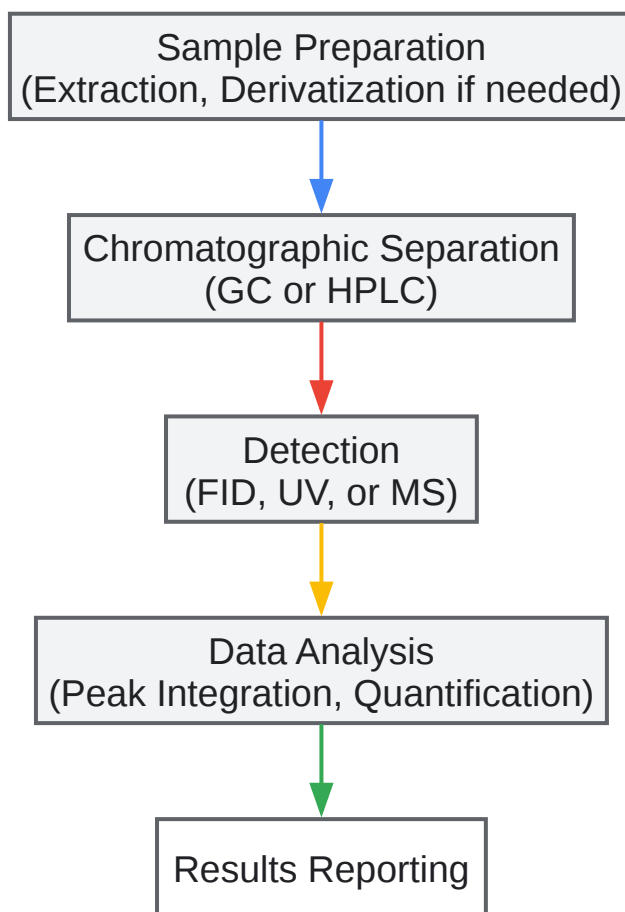 Sample Preparation
(Extraction, Derivatization if needed)
Chromatographic Separation
(GC or HPLC)
Detection
(FID, UV, or MS)
Data Analysis
(Peak Integration, Quantification)
Results Reporting